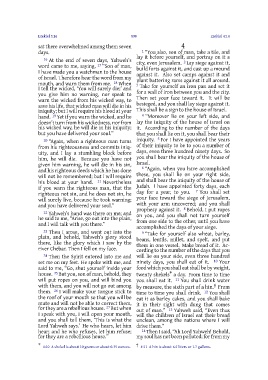 Ezekiel 3:16
Ezekiel 4:14
sat there overwhelmed among them seven
days.
16 At the end of seven days, Yahweh’s
word came to me, saying, 17 “Son of man,
I have made you a watchman to the house
of Israel. Therefore hear the word from my
mouth, and warn them from me. 18 When
I tell the wicked, ‘You will surely die;’ and
you give him no warning, nor speak to
warn the wicked from his wicked way, to
save his life, that wicked man will die in his
iniquity; but I will require his blood at your
hand. 19 Yet if you warn the wicked, and he
doesn’t turn from his wickedness, nor from
his wicked way, he will die in his iniquity;
but you have delivered your soul.”
20 “Again, when a righteous man turns
from his righteousness and commits iniq-
uity, and I lay a stumbling block before
him, he will die. Because you have not
given him warning, he will die in his sin,
and his righteous deeds which he has done
will not be remembered; but I will require
his blood at your hand. 21 Nevertheless
if you warn the righteous man, that the
righteous not sin, and he does not sin, he
will surely live, because he took warning,
and you have delivered your soul.”
22 Yahweh’s hand was there on me; and
he said to me, “Arise, go out into the plain,
and I will talk with you there.”
23 Then I arose, and went out into the
plain, and behold, Yahweh’s glory stood
there, like the glory which I saw by the
river Chebar. Then I fell on my face.
24 Then the Spirit entered into me and
set me on my feet. He spoke with me, and
said to me, “Go, shut yourself inside your
house. 25 But you, son of man, behold, they
will put ropes on you, and will bind you
with them, and you will not go out among
them. 26 I will make your tongue stick to
the roof of your mouth so that you will be
mute and will not be able to correct them,
for they are a rebellious house. 27 But when
I speak with you, I will open your mouth,
and you shall tell them, ‘This is what the
Lord Yahweh says.’ He who hears, let him
hear; and he who refuses, let him refuse;
for they are a rebellious house.”
4
1 “You also, son of man, take a tile, and
lay it before yourself, and portray on it a
city, even Jerusalem. 2 Lay siege against it,
build forts against it, and cast up a mound
against it. Also set camps against it and
plant battering rams against it all around.
3 Take for yourself an iron pan and set it
for a wall of iron between you and the city.
Then set your face toward it. It will be
besieged, and you shall lay siege against it.
This shall be a sign to the house of Israel.
4 “Moreover lie on your left side, and
lay the iniquity of the house of Israel on
it. According to the number of the days
that you shall lie on it, you shall bear their
iniquity. 5 For I have appointed the years
of their iniquity to be to you a number of
days, even three hundred ninety days. So
you shall bear the iniquity of the house of
Israel.
6 “Again, when you have accomplished
these, you shall lie on your right side,
and shall bear the iniquity of the house of
Judah. I have appointed forty days, each
day for a year, to you. 7 You shall set
your face toward the siege of Jerusalem,
with your arm uncovered; and you shall
prophesy against it. 8 Behold, I put ropes
on you, and you shall not turn yourself
from one side to the other, until you have
accomplished the days of your siege.
9 “Take for yourself also wheat, barley,
beans, lentils, millet, and spelt, and put
them in one vessel. Make bread of it. Ac-
cording to the number of the days that you
will lie on your side, even three hundred
ninety days, you shall eat of it. 10 Your
food which you shall eat shall be by weight,
twenty shekels a day. From time to time
you shall eat it. 11 You shall drink water
by measure, the sixth part of a hin. From
time to time you shall drink. 12 You shall
eat it as barley cakes, and you shall bake
it in their sight with dung that comes
out of man.” 13 Yahweh said, “Even thus
will the children of Israel eat their bread
unclean, among the nations where I will
drive them.”
14 Then I said, “Ah Lord Yahweh! Behold,
my soul has not been polluted; for from my